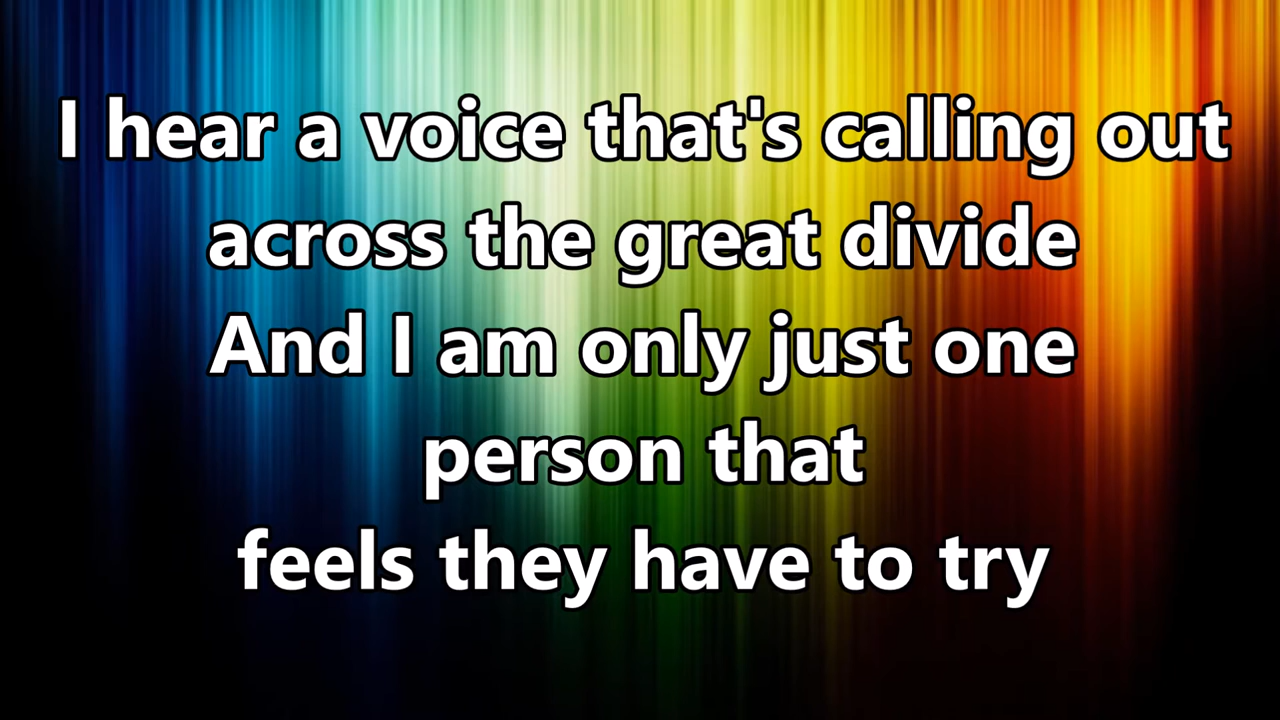 I hear a voice that's calling out
across the great divide
And I am only just one
person that
feels they have to try